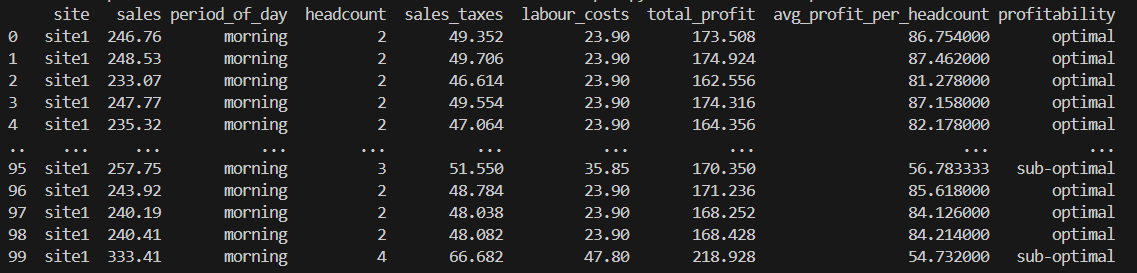 site sales period_of_day headcount sales_taxes labour_costs total_profit avg_profit_per_headcount profitability
0 site1 246.76 morning 2 49.352 23.90 173.508 86.754000 optimal
1 site1 248.53 morning 2 49.706 23.90 174.924 87.462000 optimal
2 site1 233.07 morning 2 46.614 23.90 162.556 81.278000 optimal
3 site1 247.77 morning 2 49.554 23.90 174.316 87.158000 optimal
4 site1 235.32 morning 2 47.064 23.90 164.356 82.178000 optimal
.. ... ... ... ... ... ... ... ... ...
95 site1 257.75 morning 3 51.550 35.85 170.350 56.783333 sub-optimal
96 site1 243.92 morning 2 48.784 23.90 171.236 85.618000 optimal
97 site1 240.19 morning 2 48.038 23.90 168.252 84.126000 optimal
98 site1 240.41 morning 2 48.082 23.90 168.428 84.214000 optimal
99 site1 333.41 morning 4 66.682 47.80 218.928 54.732000 sub-optimal